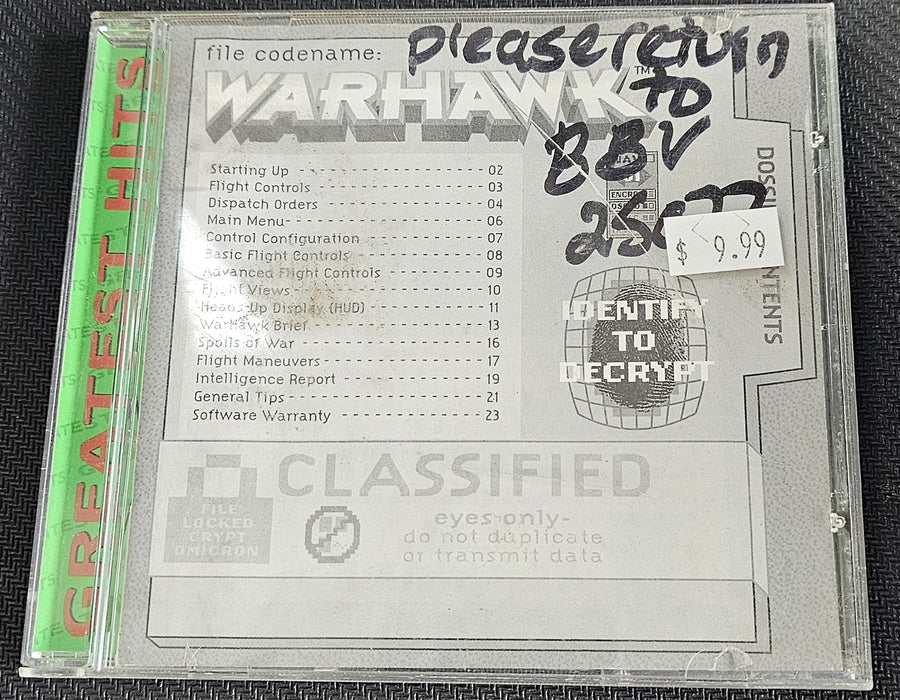 GREATEST HITS
file codename:
WARHAWK™
please return
TO
BBV
$ 9.99
Starting Up - - - 02
Flight Controls - - - 03
Dispatch Orders - - - 04
Main Menu - - - 06
Control Configuration - - - 07
Basic Flight Controls - - - 08
Advanced Flight Controls - - - 09
Flight Views - - - 10
Heads-Up Display (HUD) - - - 11
WarHawk Brief - - - 13
Spoils of War - - - 16
Flight Maneuvers - - - 17
Intelligence Report - - - 19
General Tips - - - 21
Software Warranty - - - 23
IDENTIFY
TO
DECRYPT
CLASSIFIED
FILE
LOCKED
CRYPT
OMICRON
eyes only-
do not duplicate
or transmit data